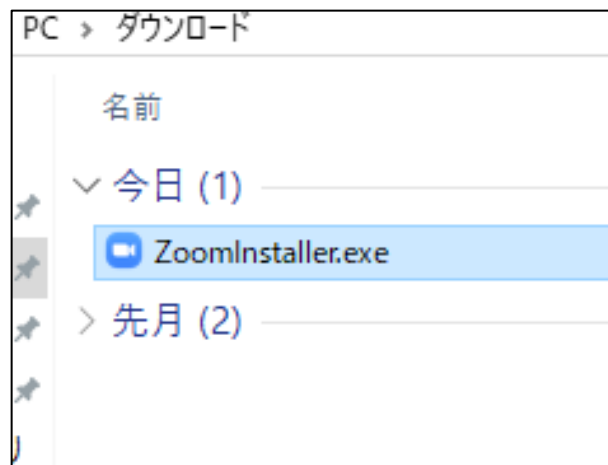 PC > ダウンロード
名前
今日 (1)
ZoomInstaller.exe
先月 (2)